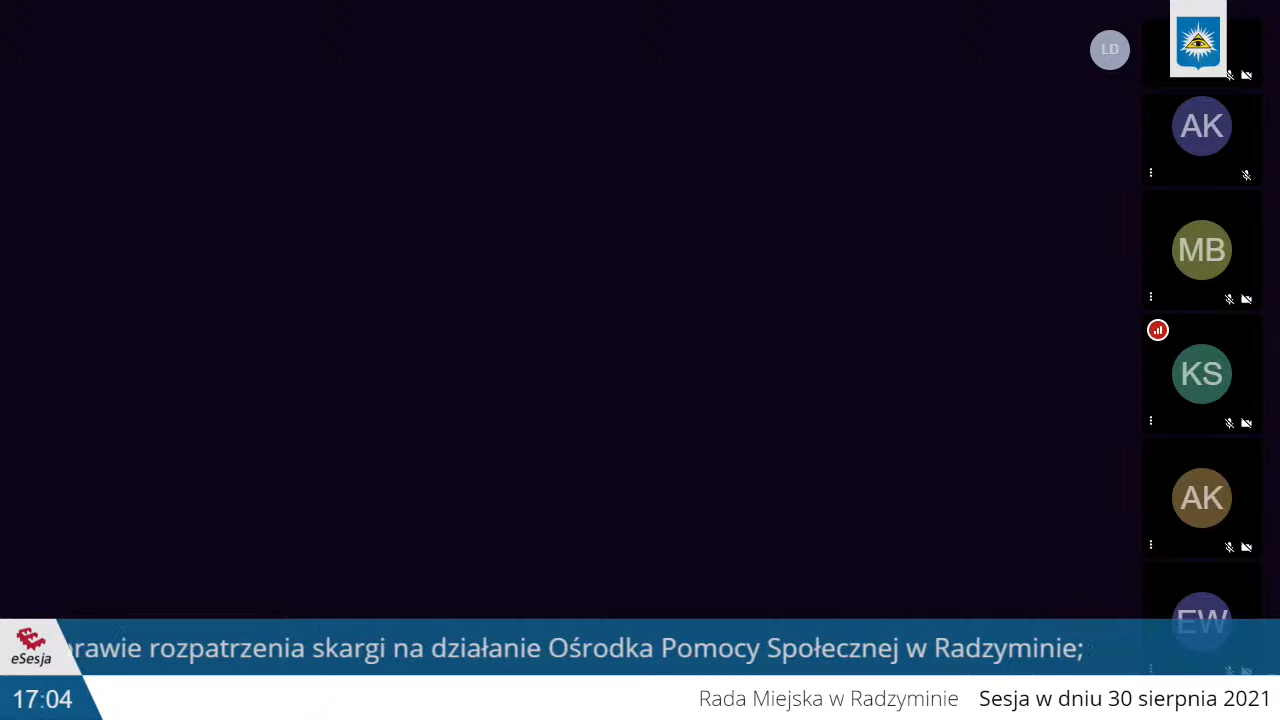 LD
AK
MB
KS
AK
EW
rawie rozpatrzenia skargi na działanie Ośrodka Pomocy Społecznej w Radzyminie;
eSesja
17:04
Rada Miejska w Radzyminie Sesja w dniu 30 sierpnia 2021